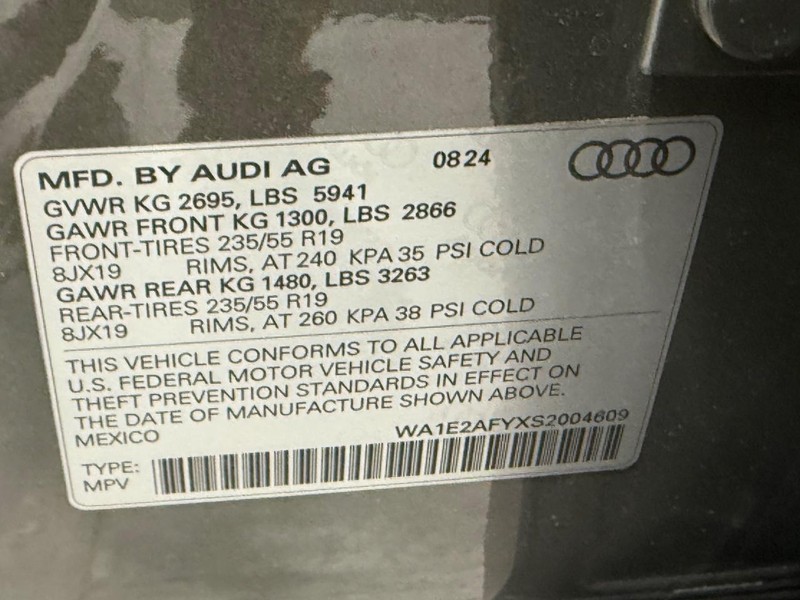 MFD. BY AUDI AG 0824
GVWR KG 2695, LBS 5941
GAWR FRONT KG 1300, LBS 2866
FRONT-TIRES 235/55 R19
8JX19 RIMS, AT 240 KPA 35 PSI COLD
GAWR REAR KG 1480, LBS 3263
REAR-TIRES 235/55 R19
8JX19 RIMS, AT 260 KPA 38 PSI COLD
THIS VEHICLE CONFORMS TO ALL APPLICABLE
U.S. FEDERAL MOTOR VEHICLE SAFETY AND
THEFT PREVENTION STANDARDS IN EFFECT ON
THE DATE OF MANUFACTURE SHOWN ABOVE.
MEXICO WA1E2AFYXS2004609
TYPE:
MPV